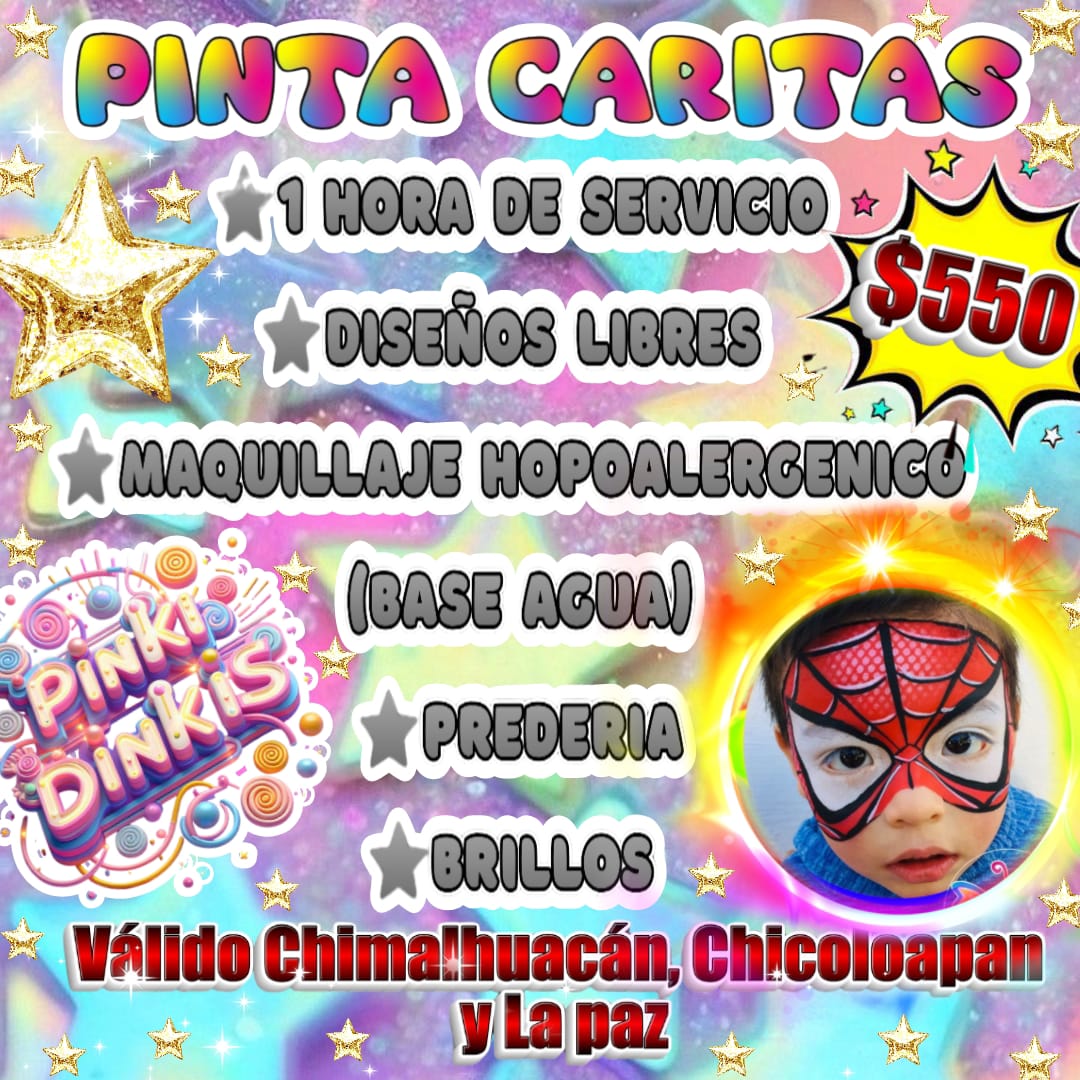 PINTA CARITAS
1 HORA DE SERVICIO
$550
DISEÑOS LIBRES
MAQUILLAJE HOPOALERGENICO
(BASE AGUA)
PINKI
DINKIS
PREDERIA
BRILLOS
Válido Chimalhuacán, Chicoloapan
y La paz